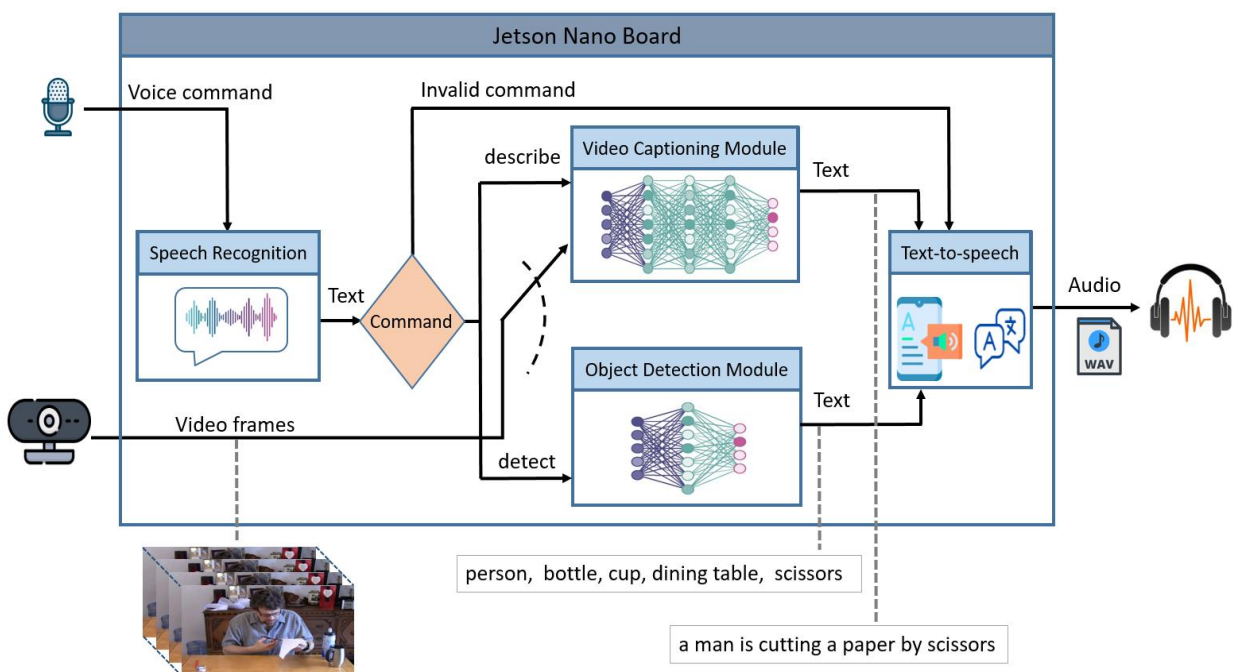 Jetson Nano Board
Voice command
Invalid command
describe
Video Captioning Module
Text
Speech Recognition
Text
Command
Text-to-speech
A
A
文
Audio
WAV
Object Detection Module
Text
Video frames
detect
person, bottle, cup, dining table, scissors
a man is cutting a paper by scissors